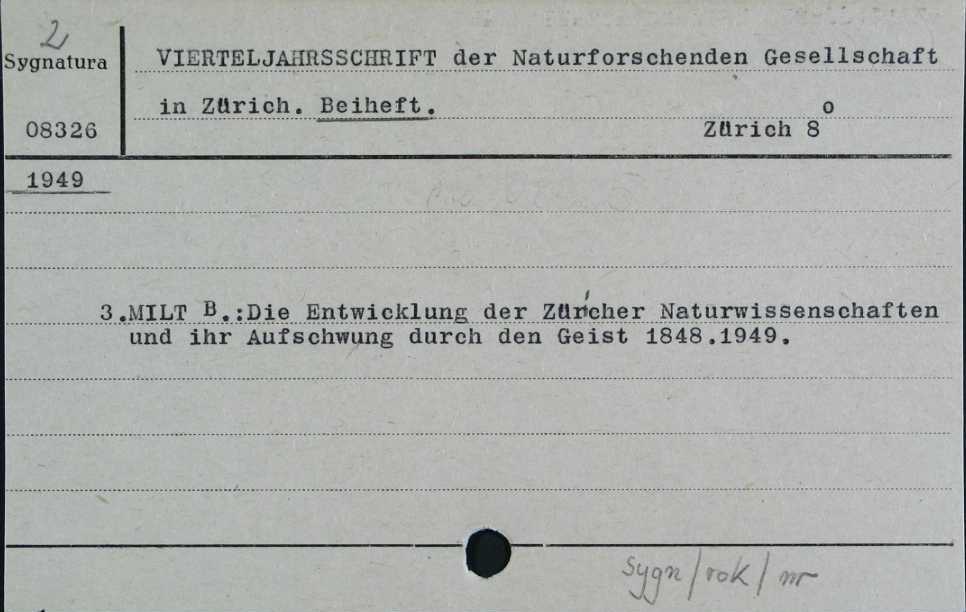 2
Sygnatura
08326
VIERTELJAHRSSCHRIFT der Naturforschenden Gesellschaft
in Zürich. Beiheft.
Zürich 8°
1949
3.MILT B.:Die Entwicklung der Züricher Naturwissenschaften
und ihr Aufschwung durch den Geist 1848.1949.
sygn/rok/nr